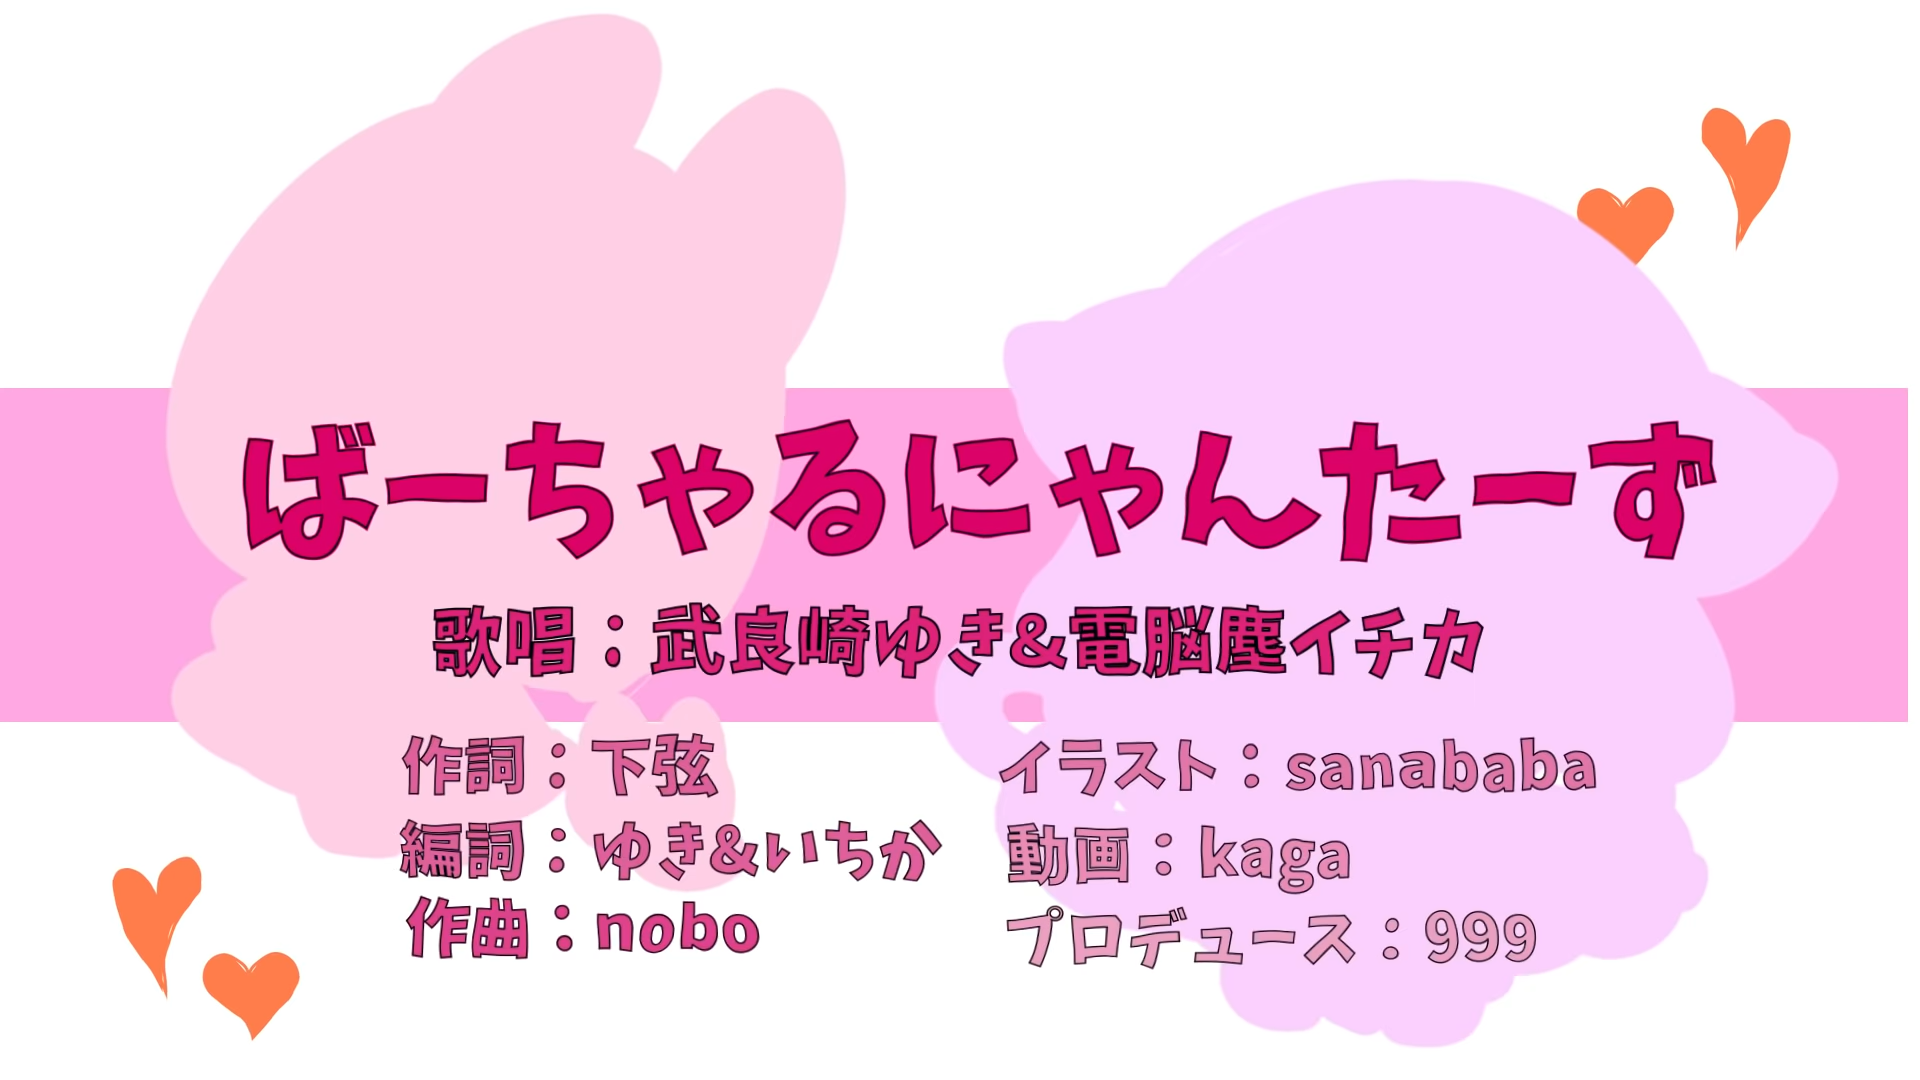 ばーちゃるにゃんたーず
歌唱：武良崎ゆき&電脳塵イチカ
作詞：下弦
編詞：ゆき&いちか
作曲：nobo
イラスト：sanababa
動画：kaga
プロデュース：999